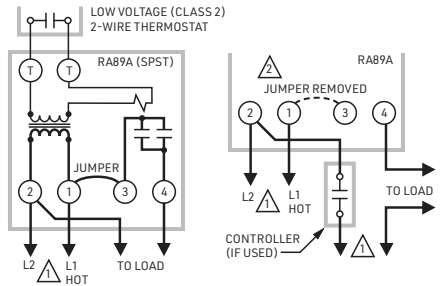 LOW VOLTAGE (CLASS 2)
2-WIRE THERMOSTAT
RA89A (SPST)
T T
JUMPER
2 1 3 4
L2 1 L1
HOT
TO LOAD
RA89A
2
JUMPER REMOVED
2 1 3 4
L2 1 L1
HOT
TO LOAD
CONTROLLER
(IF USED)
1